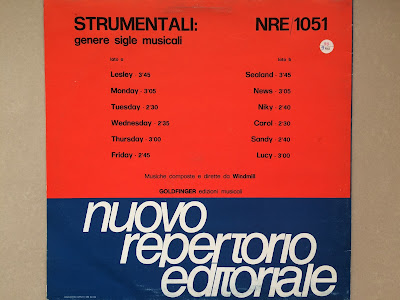 STRUMENTALI: NRE/1051
genere sigle musicali
lato a
Lesley - 3'45
Monday - 3'05
Tuesday - 2'30
Wednesday - 2'35
Thursday - 3'00
Friday - 2'45
lato b
Sealand - 3'45
News - 3'05
Niky - 2'40
Carol - 2'30
Sandy - 2'40
Lucy - 3'00
Musiche composte e dirette da Windmill
GOLDFINGER edizioni musicali
nuovo
repertorio
editoriale